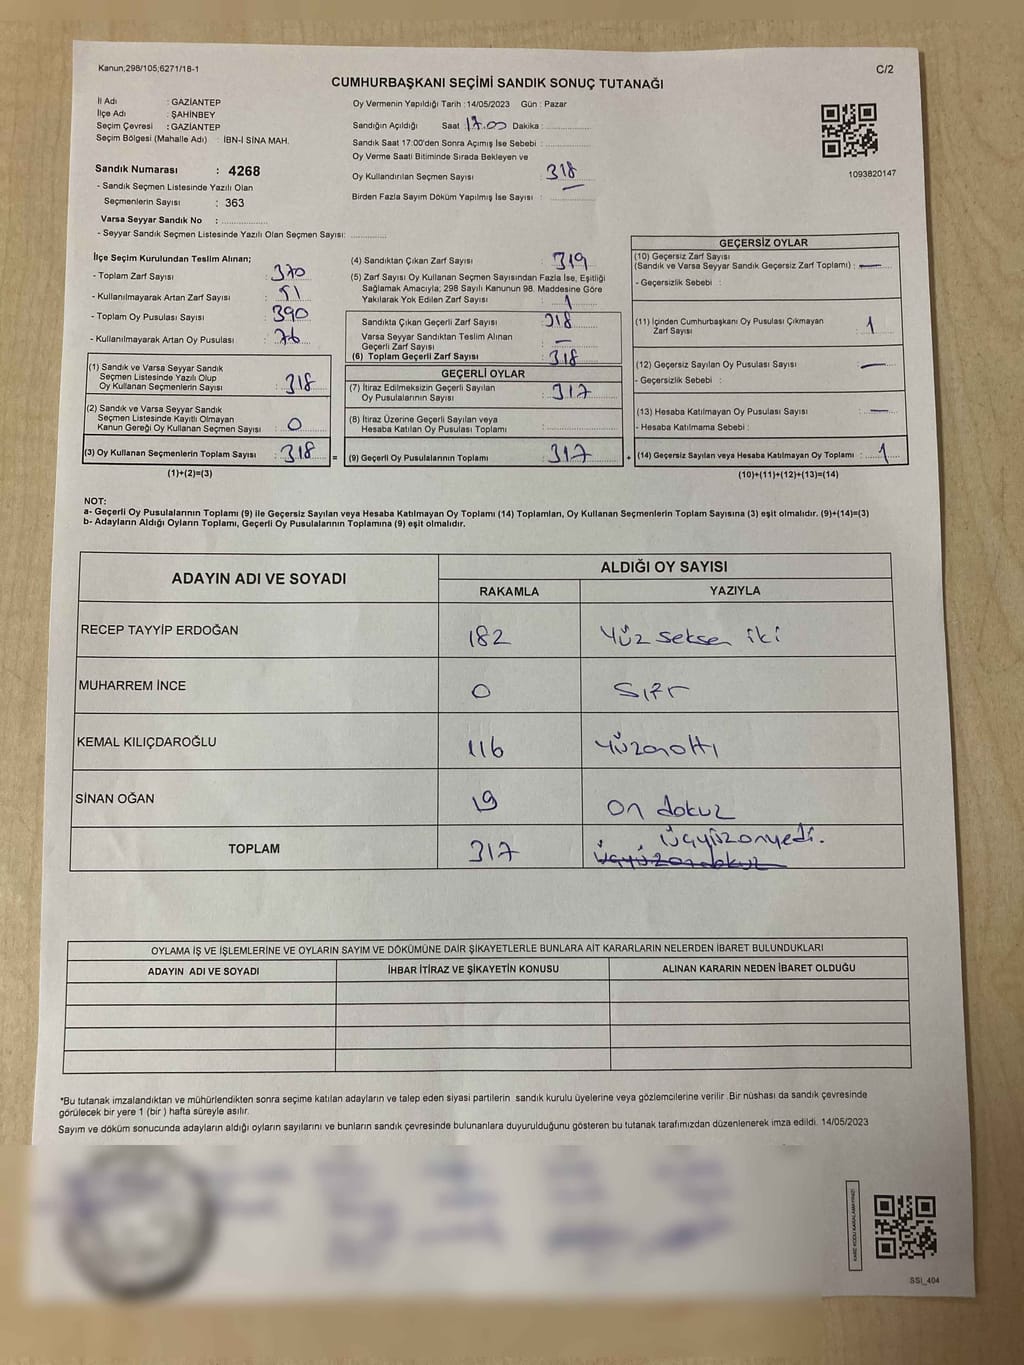 Kanun;298/105;6271/18-1
C/2
CUMHURBAŞKANI SEÇİMİ SANDIK SONUÇ TUTANAĞI
İl Adı : GAZİANTEP
İlçe Adı : ŞAHİNBEY
Seçim Çevresi : GAZİANTEP
Seçim Bölgesi (Mahalle Adı) : İBN-İ SİNA MAH.
Sandık Numarası : 4268
- Sandık Seçmen Listesinde Yazılı Olan
Seçmenlerin Sayısı : 363
Varsa Seyyar Sandık No : ..................
- Seyyar Sandık Seçmen Listesinde Yazılı Olan Seçmen Sayısı: ..............
Oy Vermenin Yapıldığı Tarih : 14/05/2023 Gün : Pazar
Sandığın Açıldığı Saat : 17.00 Dakika : ..............
Sandık Saat 17:00'den Sonra Açımış İse Sebebi : ..............
Oy Verme Saati Bitiminde Sırada Bekleyen ve
Oy Kullandırılan Seçmen Sayısı : 318
Birden Fazla Sayım Döküm Yapılmış İse Sayısı : ..............
1093820147
İlçe Seçim Kurulundan Teslim Alınan;
- Toplam Zarf Sayısı : 370
- Kullanılmayarak Artan Zarf Sayısı : 51
- Toplam Oy Pusulası Sayısı : 390
- Kullanılmayarak Artan Oy Pusulası : 76
(1) Sandık ve Varsa Seyyar Sandık
Seçmen Listesinde Yazılı Olup
Oy Kullanan Seçmenlerin Sayısı : 318
(2) Sandık ve Varsa Seyyar Sandık
Seçmen Listesinde Kayıtlı Olmayan
Kanun Gereği Oy Kullanan Seçmen Sayısı : 0
(3) Oy Kullanan Seçmenlerin Toplam Sayısı : 318
(1)+(2)=(3)
(4) Sandıktan Çıkan Zarf Sayısı : 319
(5) Zarf Sayısı Oy Kullanan Seçmen Sayısından Fazla İse, Eşitliği
Sağlamak Amacıyla; 298 Sayılı Kanunun 98. Maddesine Göre
Yakılarak Yok Edilen Zarf Sayısı : 1
Sandıkta Çıkan Geçerli Zarf Sayısı : 318
Varsa Seyyar Sandıktan Teslim Alınan
Geçerli Zarf Sayısı : —
(6) Toplam Geçerli Zarf Sayısı : 318
GEÇERLİ OYLAR
(7) İtiraz Edilmeksizin Geçerli Sayılan
Oy Pusulalarının Sayısı : 317
(8) İtiraz Üzerine Geçerli Sayılan veya
Hesaba Katılan Oy Pusulası Toplamı : ..............
= (9) Geçerli Oy Pusulalarının Toplamı : 317
GEÇERSİZ OYLAR
(10) Geçersiz Zarf Sayısı
(Sandık ve Varsa Seyyar Sandık Geçersiz Zarf Toplamı) : —
- Geçersizlik Sebebi :
(11) İçinden Cumhurbaşkanı Oy Pusulası Çıkmayan
Zarf Sayısı : 1
(12) Geçersiz Sayılan Oy Pusulası Sayısı : —
- Geçersizlik Sebebi :
(13) Hesaba Katılmayan Oy Pusulası Sayısı : —
- Hesaba Katılmama Sebebi :
+ (14) Geçersiz Sayılan veya Hesaba Katılmayan Oy Toplamı : 1
(10)+(11)+(12)+(13)=(14)
NOT:
a- Geçerli Oy Pusulalarının Toplamı (9) ile Geçersiz Sayılan veya Hesaba Katılmayan Oy Toplamı (14) Toplamları, Oy Kullanan Seçmenlerin Toplam Sayısına (3) eşit olmalıdır. (9)+(14)=(3)
b- Adayların Aldığı Oyların Toplamı, Geçerli Oy Pusulalarının Toplamına (9) eşit olmalıdır.
ADAYIN ADI VE SOYADI
ALDIĞI OY SAYISI
RAKAMLA YAZIYLA
RECEP TAYYİP ERDOĞAN 182 Yüz seksen iki
MUHARREM İNCE 0 Sıfır
KEMAL KILIÇDAROĞLU 116 Yüzonaltı
SİNAN OĞAN 19 On dokuz
TOPLAM 317 Üçyüzonyedi.
Üçyüzondokuz
OYLAMA İŞ VE İŞLEMLERİNE VE OYLARIN SAYIM VE DÖKÜMÜNE DAİR ŞİKAYETLERLE BUNLARA AİT KARARLARIN NELERDEN İBARET BULUNDUKLARI
ADAYIN ADI VE SOYADI İHBAR İTİRAZ VE ŞİKAYETİN KONUSU ALINAN KARARIN NEDEN İBARET OLDUĞU
*Bu tutanak imzalandıktan ve mühürlendikten sonra seçime katılan adayların ve talep eden siyasi partilerin sandık kurulu üyelerine veya gözlemcilerine verilir. Bir nüshası da sandık çevresinde
görülecek bir yere 1 (bir ) hafta süreyle asılır.
Sayım ve döküm sonucunda adayların aldığı oyların sayılarını ve bunların sandık çevresinde bulunanlara duyurulduğunu gösteren bu tutanak tarafımızdan düzenlenerek imza edildi. 14/05/2023
KARE KODU KARALAMAYINIZ!
SSI_404